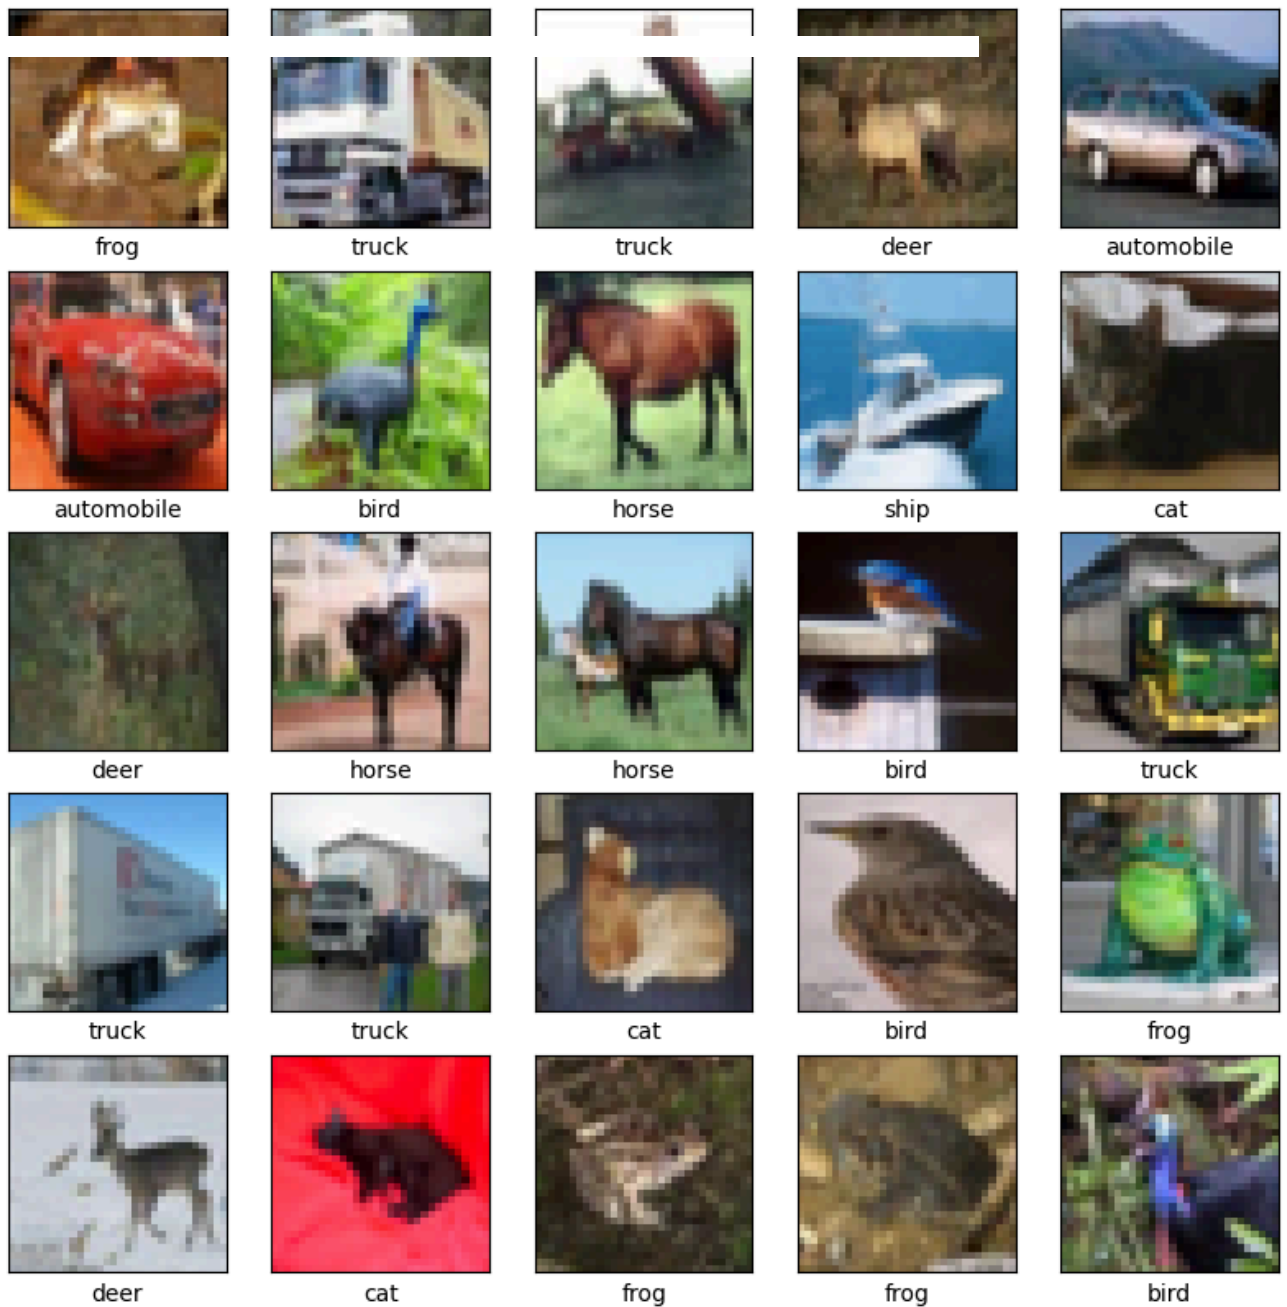 frog truck truck deer automobile
automobile bird horse ship cat
deer horse horse bird truck
truck truck cat bird frog
deer cat frog frog bird